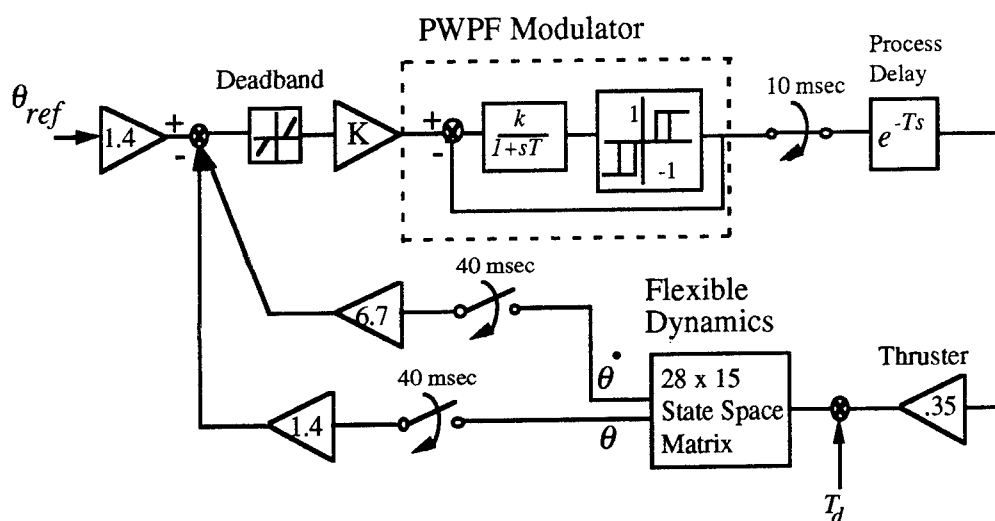 PWPF Modulator
Process
Delay
Deadband
10 msec
θref
1.4
+
-
K
+
-
k
1+sT
1
-1
e^-Ts
40 msec
6.7
Flexible
Dynamics
Thruster
40 msec
θ̇
28 x 15
State Space
Matrix
.35
1.4
θ
Td